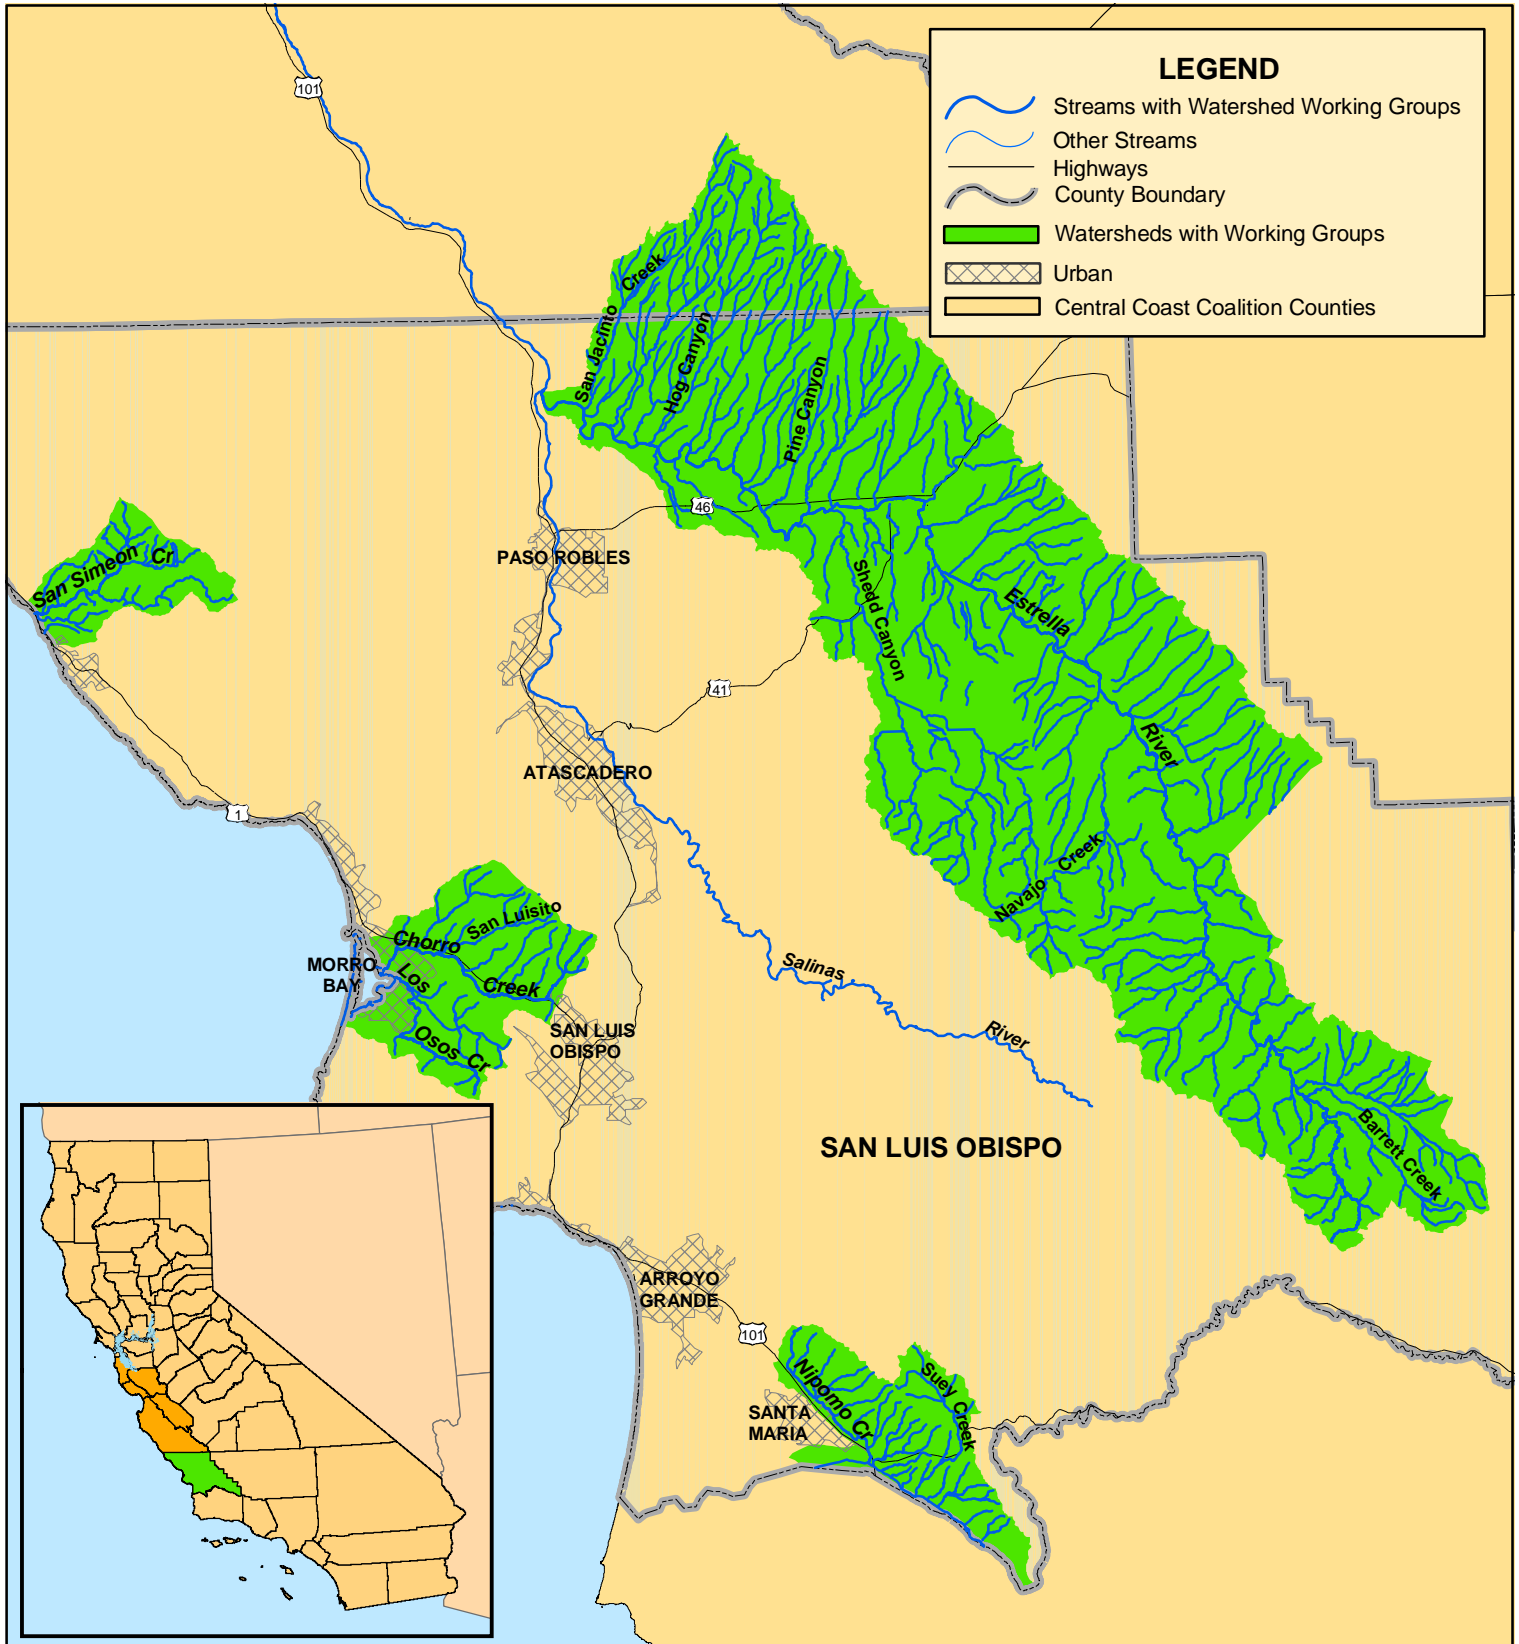 LEGEND
Streams with Watershed Working Groups
Other Streams
Highways
County Boundary
Watersheds with Working Groups
Urban
Central Coast Coalition Counties
101
San Jacinto Creek
Hog Canyon
Pine Canyon
46
PASO ROBLES
San Simeon Cr
Shedd Canyon
Estrella River
41
ATASCADERO
1
Navajo Creek
San Luisito
Chorro Creek
MORRO
BAY
Los Osos Cr
Salinas River
SAN LUIS
OBISPO
SAN LUIS OBISPO
Barrett Creek
ARROYO
GRANDE
101
Nipomo Cr
Suey Creek
SANTA
MARIA